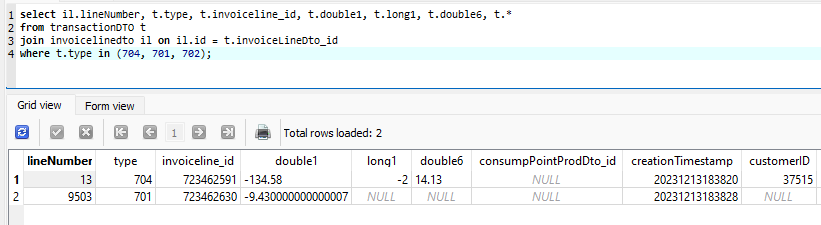 1 select il.lineNumber, t.type, t.invoiceline_id, t.double1, t.long1, t.double6, t.*
2 from transactionDTO t
3 join invoicelinedto il on il.id = t.invoiceLineDto_id
4 where t.type in (704, 701, 702);
Grid view Form view
1 Total rows loaded: 2
lineNumber type invoiceline_id double1 long1 double6 consumpPointProdDto_id creationTimestamp customerID
1 13 704 723462591 -134.58 -2 14.13 NULL 20231213183820 37515
2 9503 701 723462630 -9.430000000000007 NULL NULL NULL 20231213183828 NULL